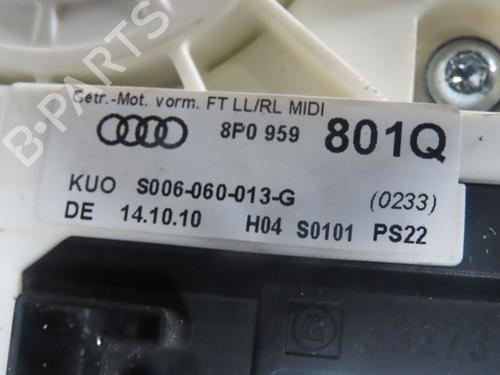 B-PARTS
Getr.-Mot. vorm. FT LL/RL MIDI
8P0 959 801Q
KUO S006-060-013-G (0233)
DE 14.10.10 H04 S0101 PS22
K